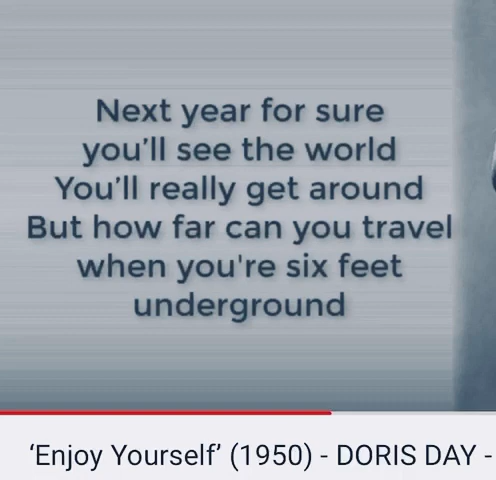 Next year for sure
you’ll see the world
You’ll really get around
But how far can you travel
when you're six feet
underground
‘Enjoy Yourself’ (1950) - DORIS DAY -